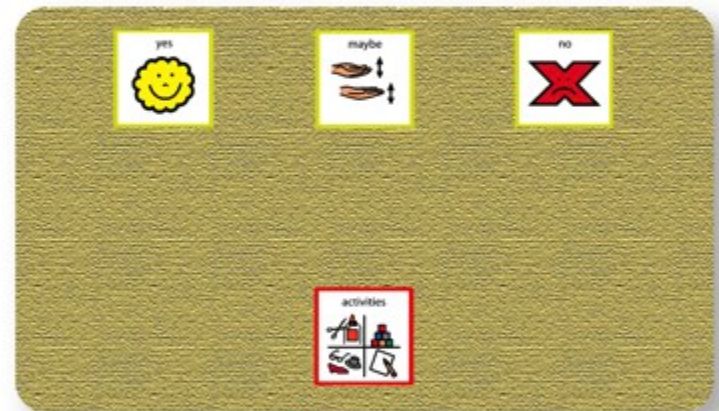 yes
maybe
no
activities